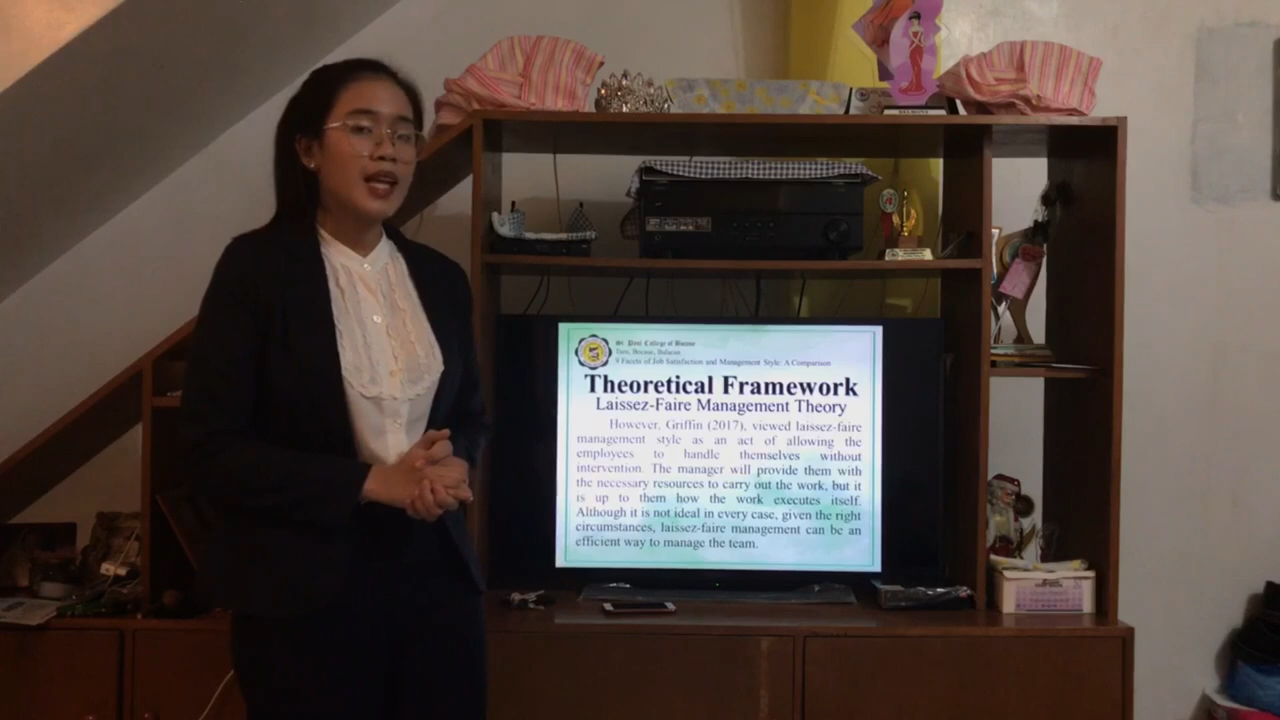 St. Paul College of Bocaue
Taro, Bocaue, Bulacan
9 Facets of Job Satisfaction and Management Style: A Comparison
Theoretical Framework
Laissez-Faire Management Theory
However, Griffin (2017), viewed laissez-faire
management style as an act of allowing the
employees to handle themselves without
intervention. The manager will provide them with
the necessary resources to carry out the work, but it
is up to them how the work executes itself.
Although it is not ideal in every case, given the right
circumstances, laissez-faire management can be an
efficient way to manage the team.